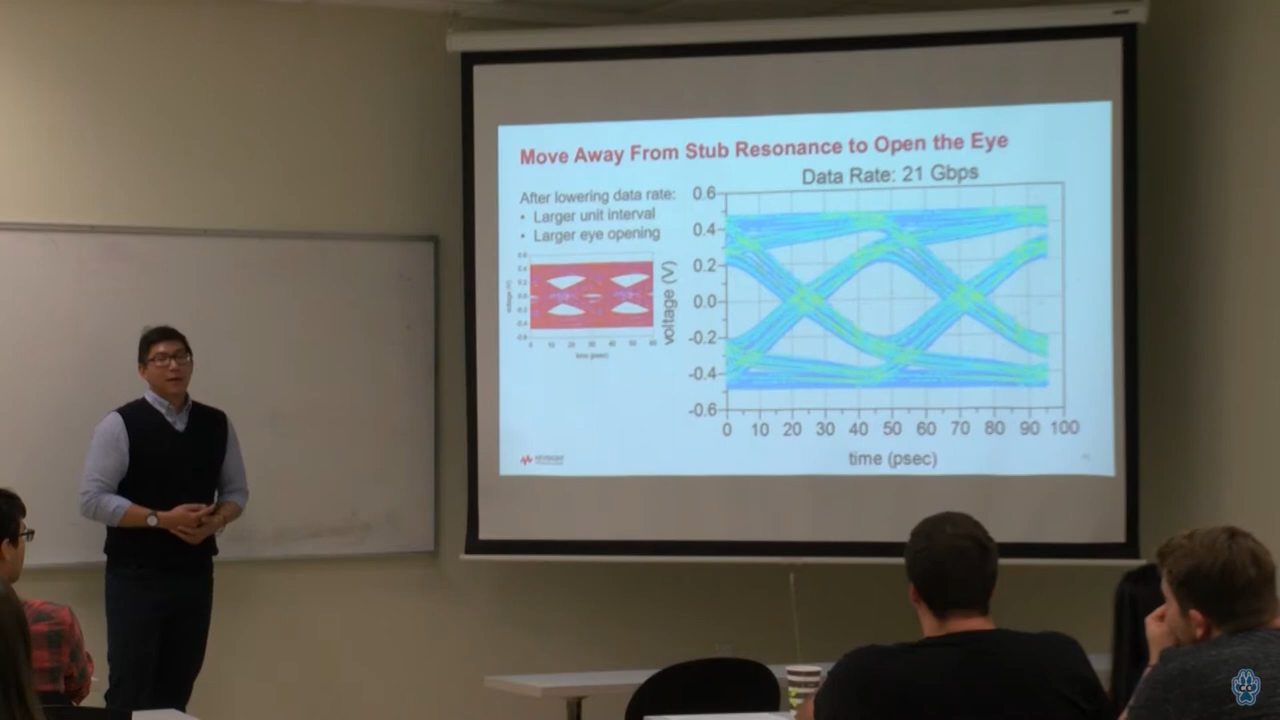 Move Away From Stub Resonance to Open the Eye
After lowering data rate:
• Larger unit interval
• Larger eye opening
Data Rate: 21 Gbps
voltage (V)
0.6
0.4
0.2
0.0
-0.2
-0.4
-0.6
0 10 20 30 40 50 60 70 80 90 100
time (psec)